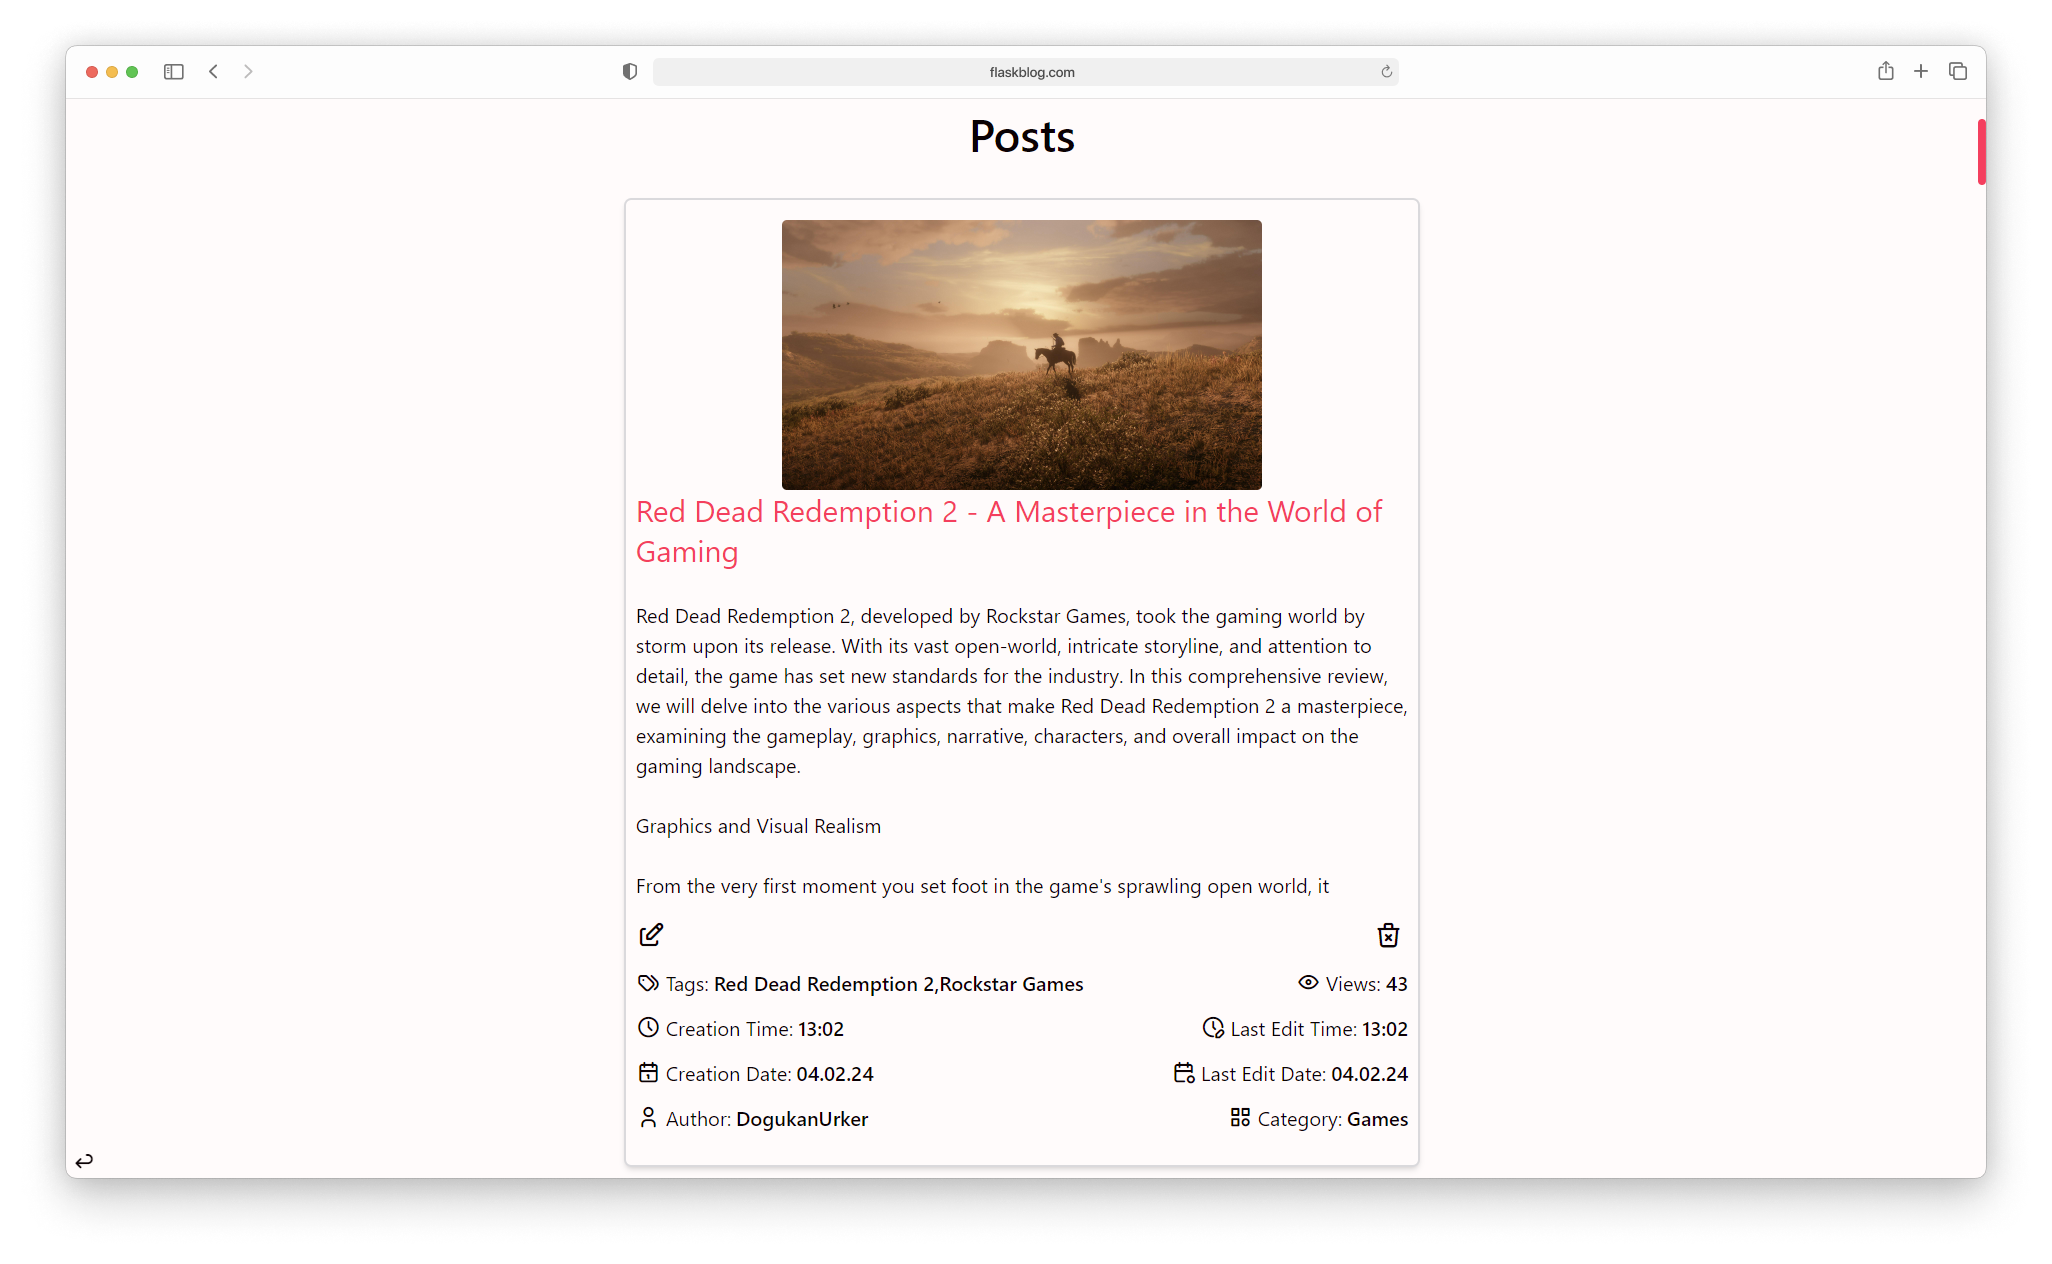 flaskblog.com
Posts
Red Dead Redemption 2 - A Masterpiece in the World of
Gaming
Red Dead Redemption 2, developed by Rockstar Games, took the gaming world by
storm upon its release. With its vast open-world, intricate storyline, and attention to
detail, the game has set new standards for the industry. In this comprehensive review,
we will delve into the various aspects that make Red Dead Redemption 2 a masterpiece,
examining the gameplay, graphics, narrative, characters, and overall impact on the
gaming landscape.
Graphics and Visual Realism
From the very first moment you set foot in the game's sprawling open world, it
Tags: Red Dead Redemption 2,Rockstar Games
Views: 43
Creation Time: 13:02
Last Edit Time: 13:02
Creation Date: 04.02.24
Last Edit Date: 04.02.24
Author: DogukanUrker
Category: Games